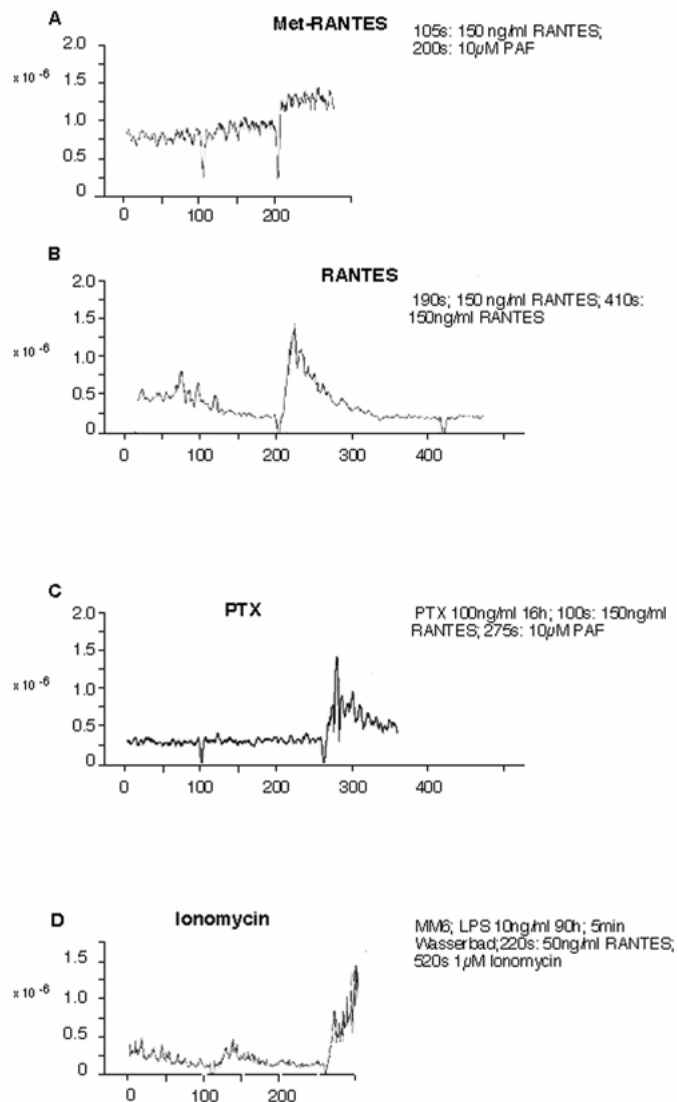 A
Met-RANTES
105s: 150 ng/ml RANTES;
200s: 10µM PAF
2.0
x 10 -6
1.5
1.0
0.5
0
0 100 200
B
RANTES
190s; 150 ng/ml RANTES; 410s:
150ng/ml RANTES
2.0
1.5
x 10 -6
1.0
0.5
0
0 100 200 300 400
C
PTX
PTX 100ng/ml 16h; 100s: 150ng/ml
RANTES; 275s: 10µM PAF
2.0
1.5
x 10 -6
1.0
0.5
0
0 100 200 300 400
D
Ionomycin
MM6; LPS 10ng/ml 90h; 5min
Wasserbad;220s: 50ng/ml RANTES;
520s 1µM Ionomycin
1.5
x 10 -6
1.0
0.5
0
0 100 200